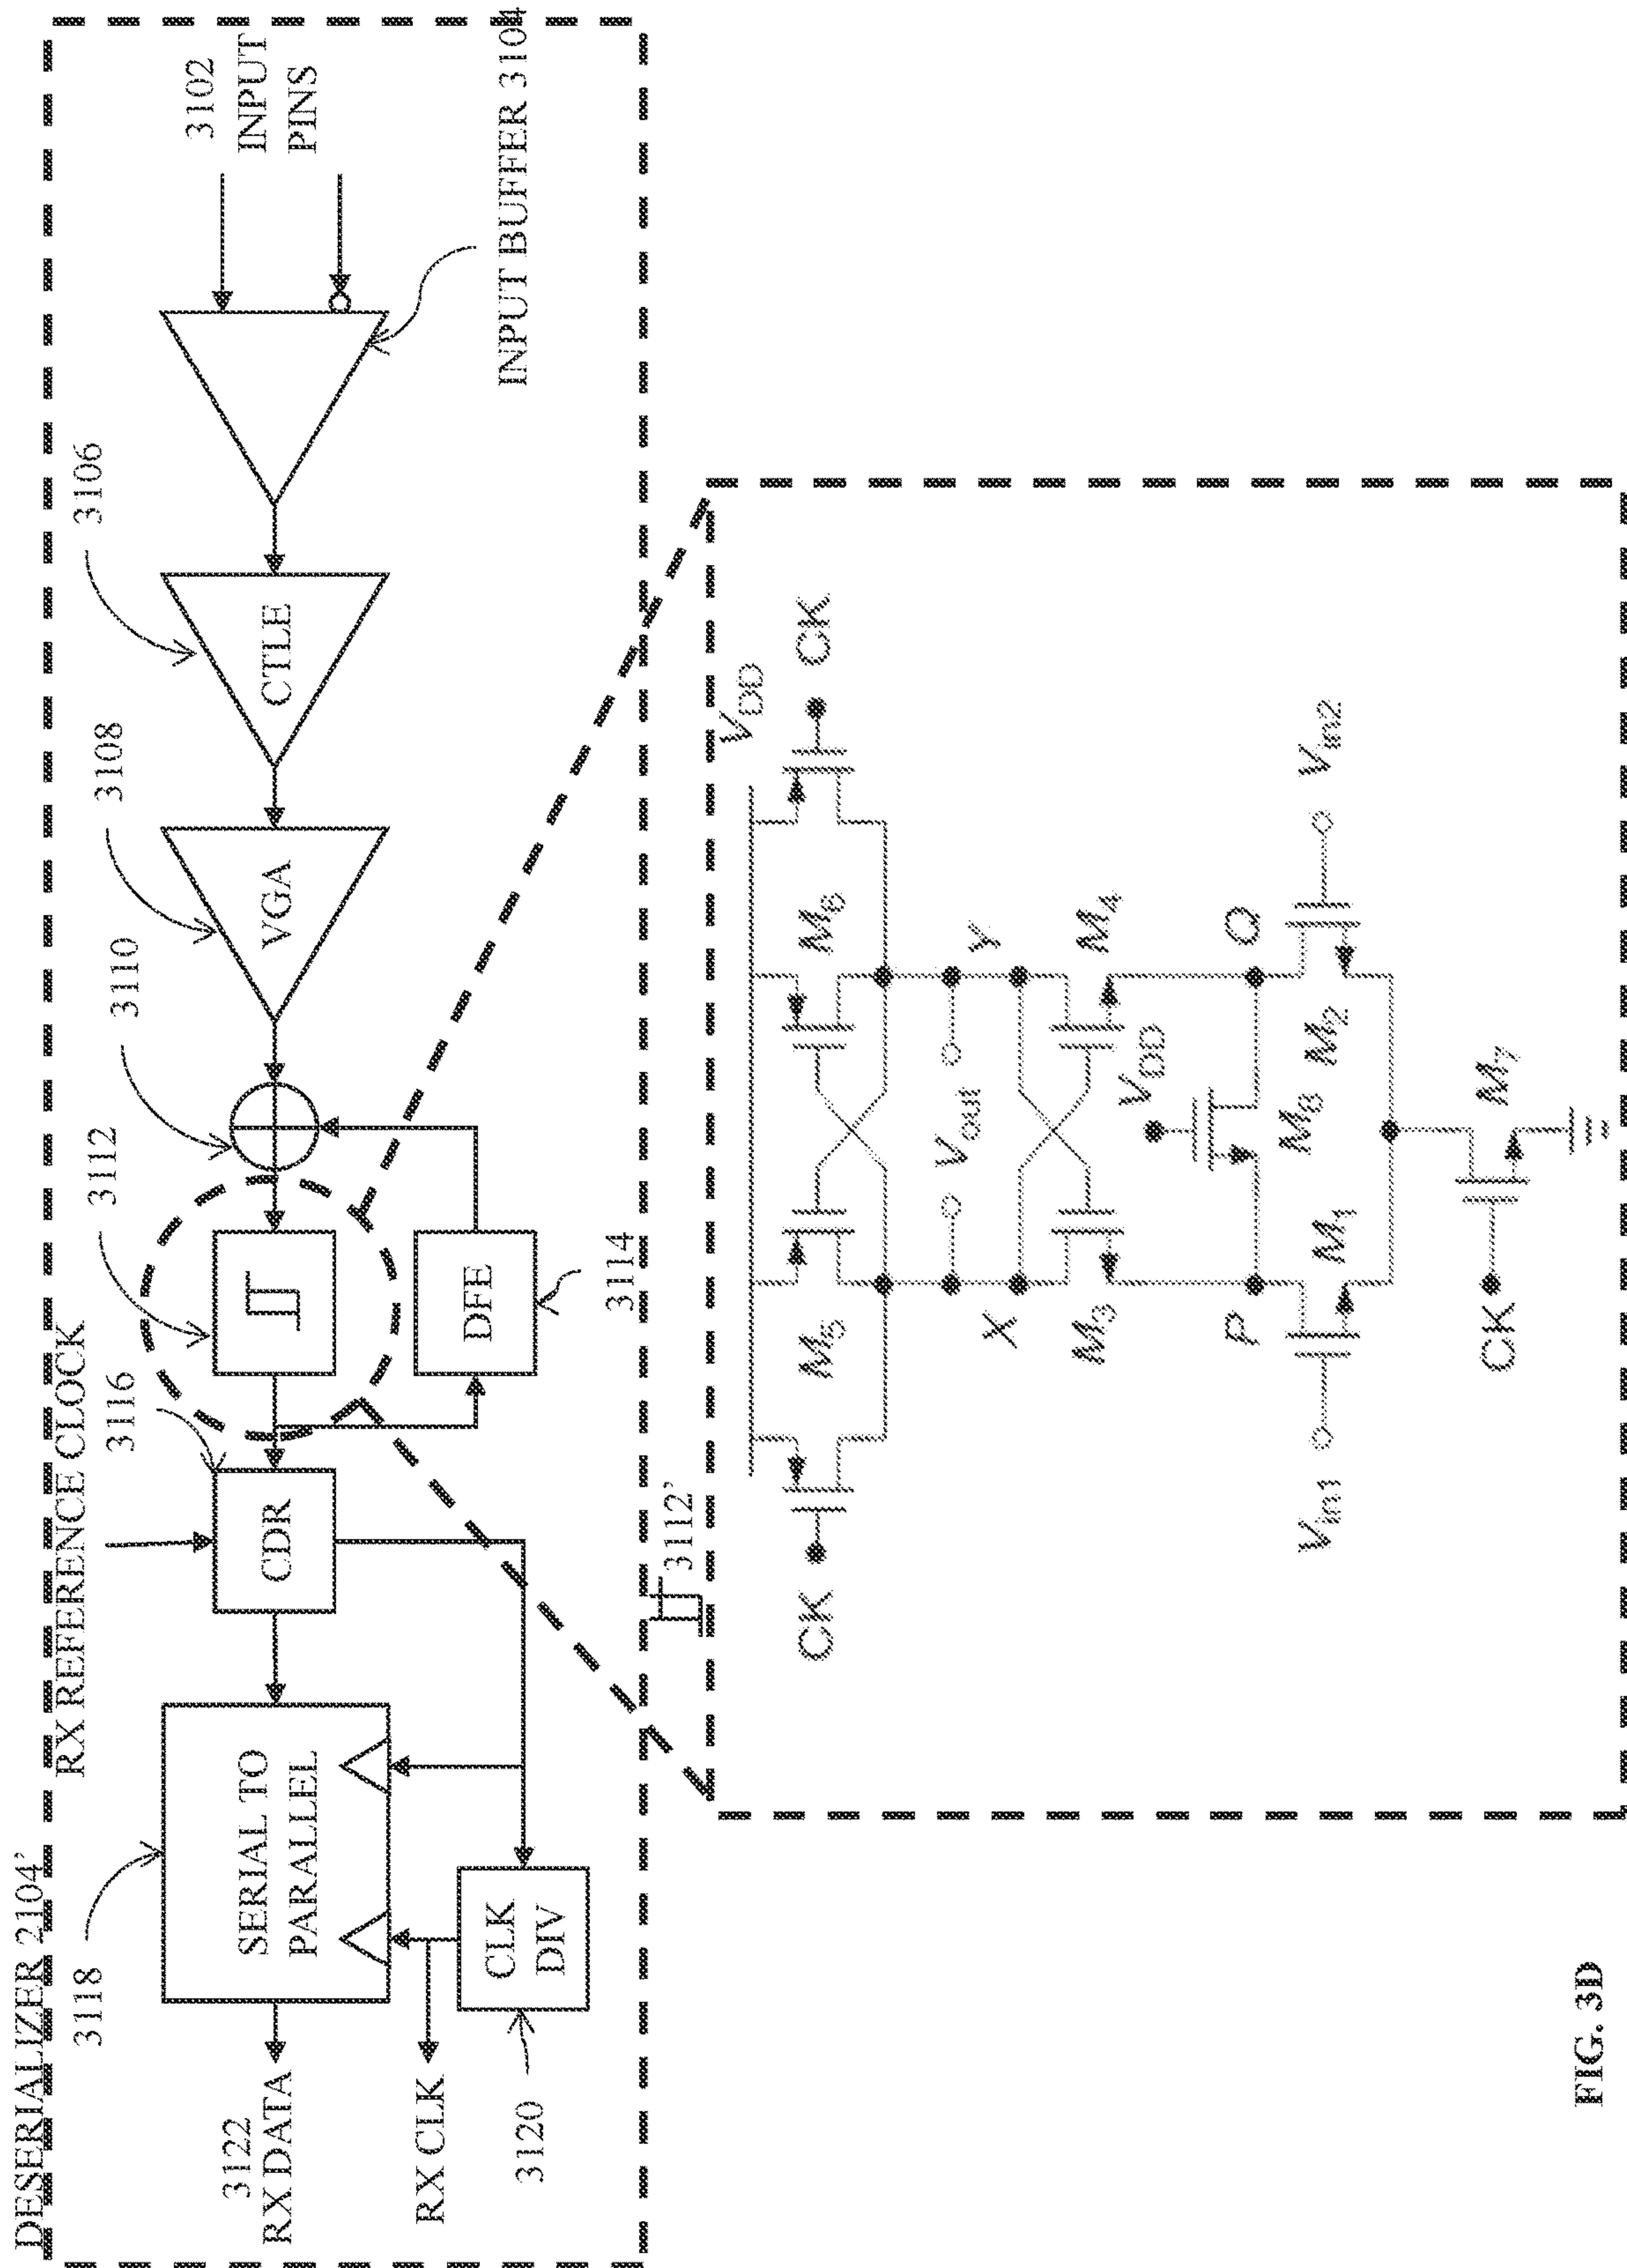 DESERIALIZER 2104’
3118
RX REFERENCE CLOCK
3116
3112
3110
3108
3106
3102
INPUT
PINS
3122
RX DATA
SERIAL TO
PARALLEL
CDR
VGA
CTLE
RX CLK
CLK
DIV
DFE
3120
3114
INPUT BUFFER 3104
3112’
VDD
CK
M5
M6
CK
Vout
X
Y
M3
M4
VDD
P
Q
M8
Vin1
M1
M2
Vin2
CK
M7
FIG. 3D